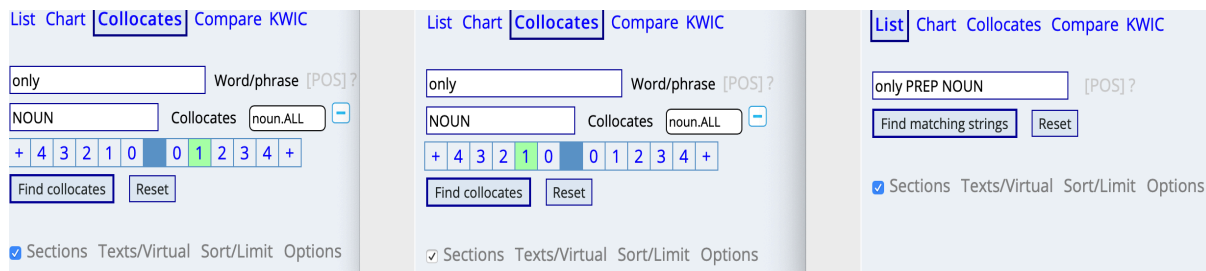 List Chart Collocates Compare KWIC
only Word/phrase [POS] ?
NOUN Collocates noun.ALL −
+ 4 3 2 1 0 0 1 2 3 4 +
Find collocates Reset
Sections Texts/Virtual Sort/Limit Options
List Chart Collocates Compare KWIC
only Word/phrase [POS] ?
NOUN Collocates noun.ALL −
+ 4 3 2 1 0 0 1 2 3 4 +
Find collocates Reset
Sections Texts/Virtual Sort/Limit Options
List Chart Collocates Compare KWIC
only PREP NOUN [POS] ?
Find matching strings Reset
Sections Texts/Virtual Sort/Limit Options